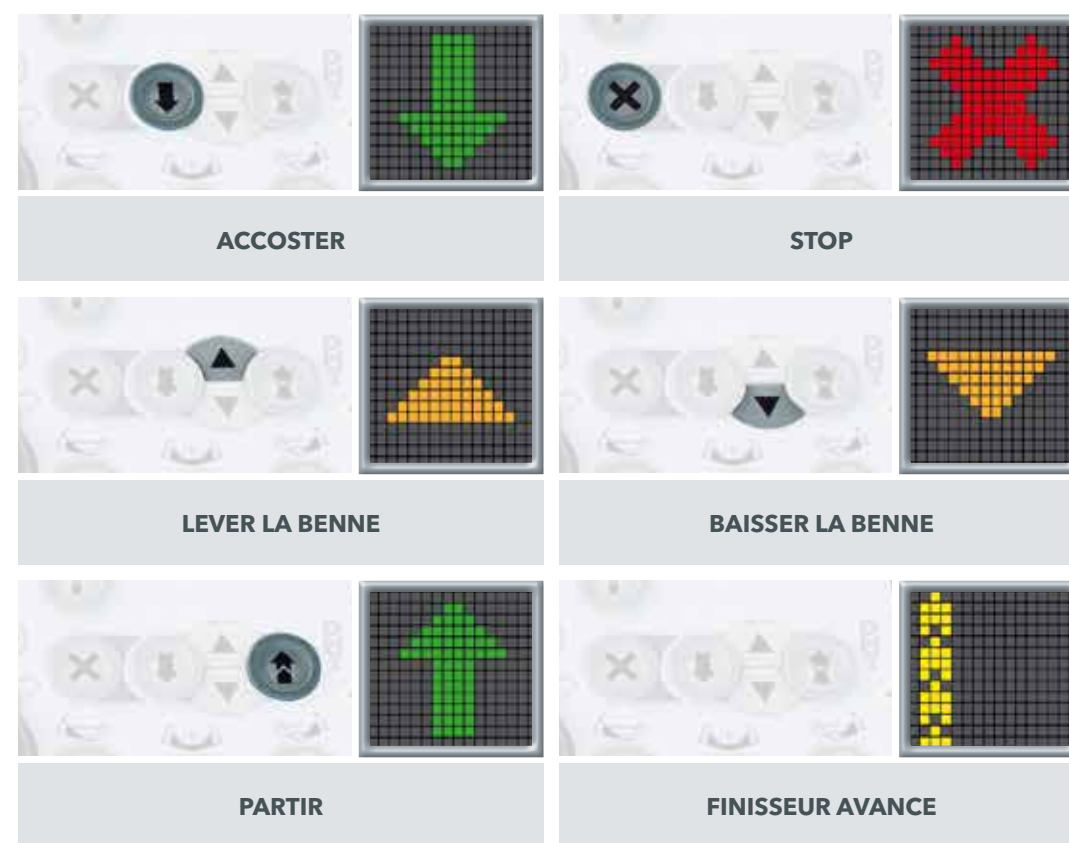 ACCOSTER
STOP
LEVER LA BENNE
BAISSER LA BENNE
PARTIR
FINISSEUR AVANCE